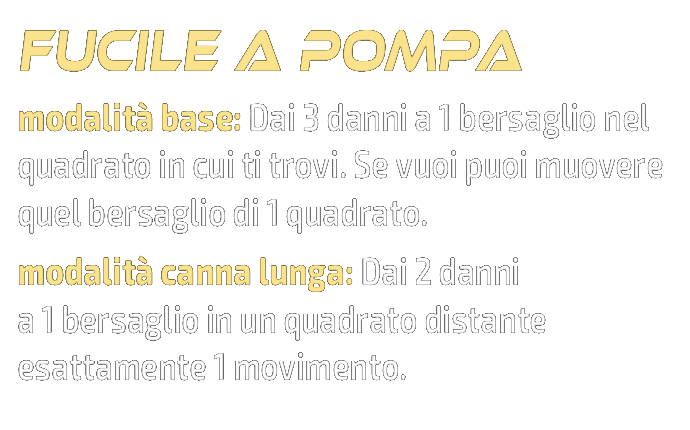 FUCILE A POMPA
modalità base: Dai 3 danni a 1 bersaglio nel
quadrato in cui ti trovi. Se vuoi puoi muovere
quel bersaglio di 1 quadrato.
modalità canna lunga: Dai 2 danni
a 1 bersaglio in un quadrato distante
esattamente 1 movimento.